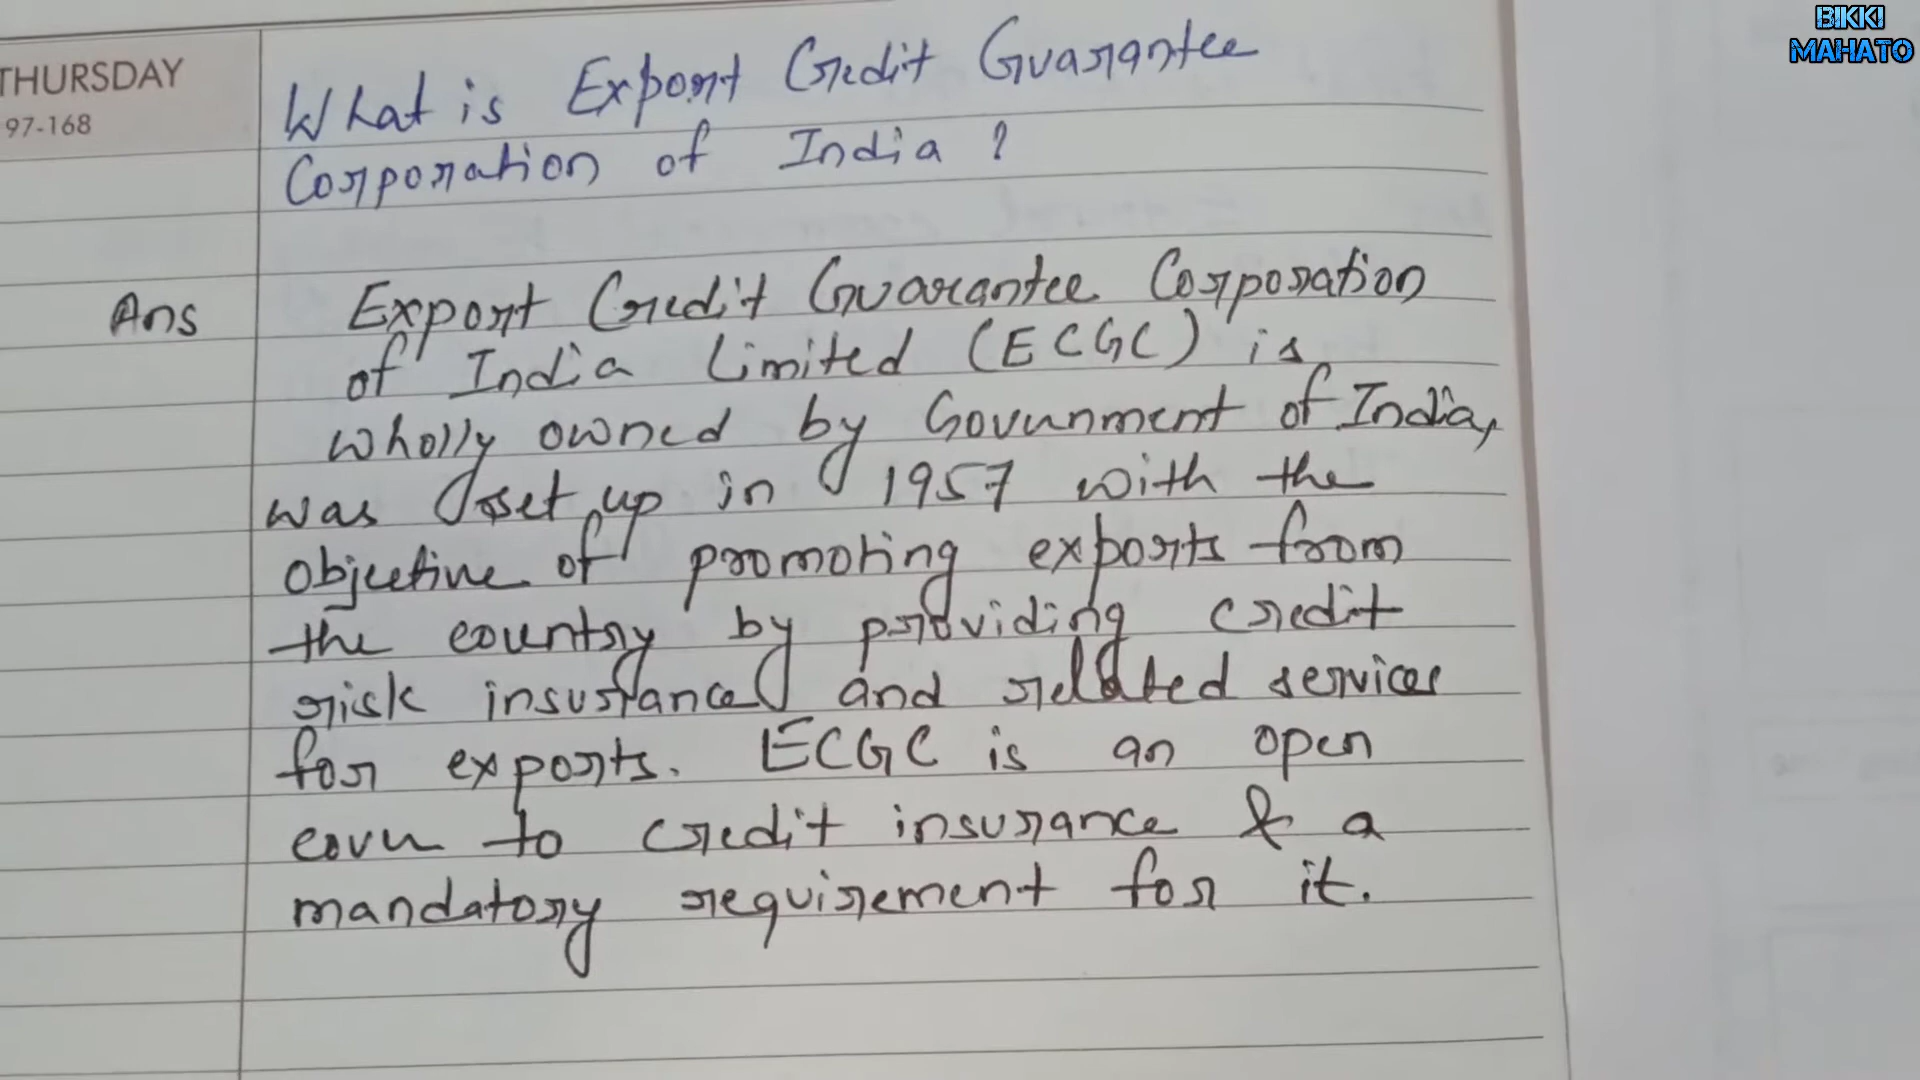 BIKKI
MAHATO
THURSDAY
97-168
What is Export Credit Guarantee
Corporation of India ?
Ans
Export Credit Guarantee Corporation
of India Limited (ECGC) is
wholly owned by Government of India,
was set up in 1957 with the
objective of promoting exports from
the country by providing credit
risk insurance and related services
for exports. ECGC is an open
cover to credit insurance & a
mandatory requirement for it.